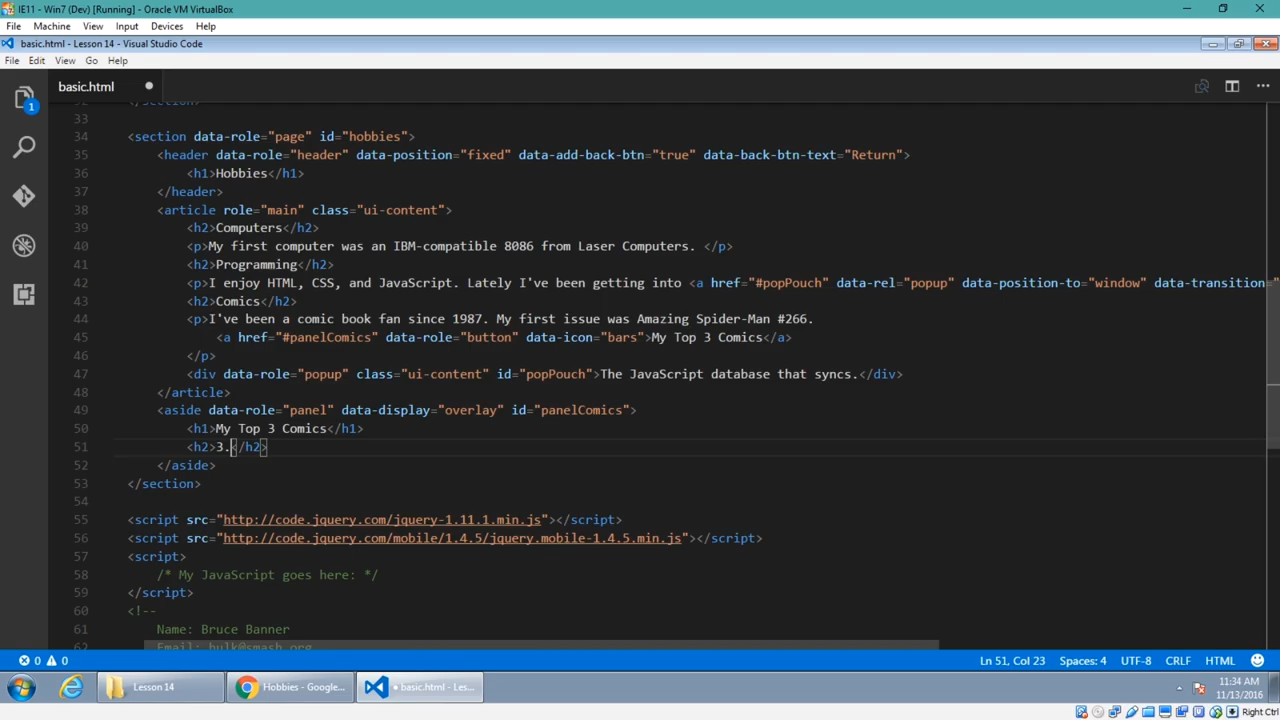 IE11 - Win7 (Dev) [Running] - Oracle VM VirtualBox
File Machine View Input Devices Help
basic.html - Lesson 14 - Visual Studio Code
File Edit View Go Help
1
basic.html
32 </section>
33
34 <section data-role="page" id="hobbies">
35 <header data-role="header" data-position="fixed" data-add-back-btn="true" data-back-btn-text="Return">
36 <h1>Hobbies</h1>
37 </header>
38 <article role="main" class="ui-content">
39 <h2>Computers</h2>
40 <p>My first computer was an IBM-compatible 8086 from Laser Computers. </p>
41 <h2>Programming</h2>
42 <p>I enjoy HTML, CSS, and JavaScript. Lately I've been getting into <a href="#popPouch" data-rel="popup" data-position-to="window" data-transition="
43 <h2>Comics</h2>
44 <p>I've been a comic book fan since 1987. My first issue was Amazing Spider-Man #266.
45 <a href="#panelComics" data-role="button" data-icon="bars">My Top 3 Comics</a>
46 </p>
47 <div data-role="popup" class="ui-content" id="popPouch">The JavaScript database that syncs.</div>
48 </article>
49 <aside data-role="panel" data-display="overlay" id="panelComics">
50 <h1>My Top 3 Comics</h1>
51 <h2>3.</h2>
52 </aside>
53 </section>
54
55 <script src="http://code.jquery.com/jquery-1.11.1.min.js"></script>
56 <script src="http://code.jquery.com/mobile/1.4.5/jquery.mobile-1.4.5.min.js"></script>
57 <script>
58 /* My JavaScript goes here: */
59 </script>
60 <!--
61 Name: Bruce Banner
62 Email: hulk@smash.org
0 0 Ln 51, Col 23 Spaces: 4 UTF-8 CRLF HTML
Lesson 14 Hobbies - Google... • basic.html - Les... 11:34 AM
11/13/2016
Right Ctrl